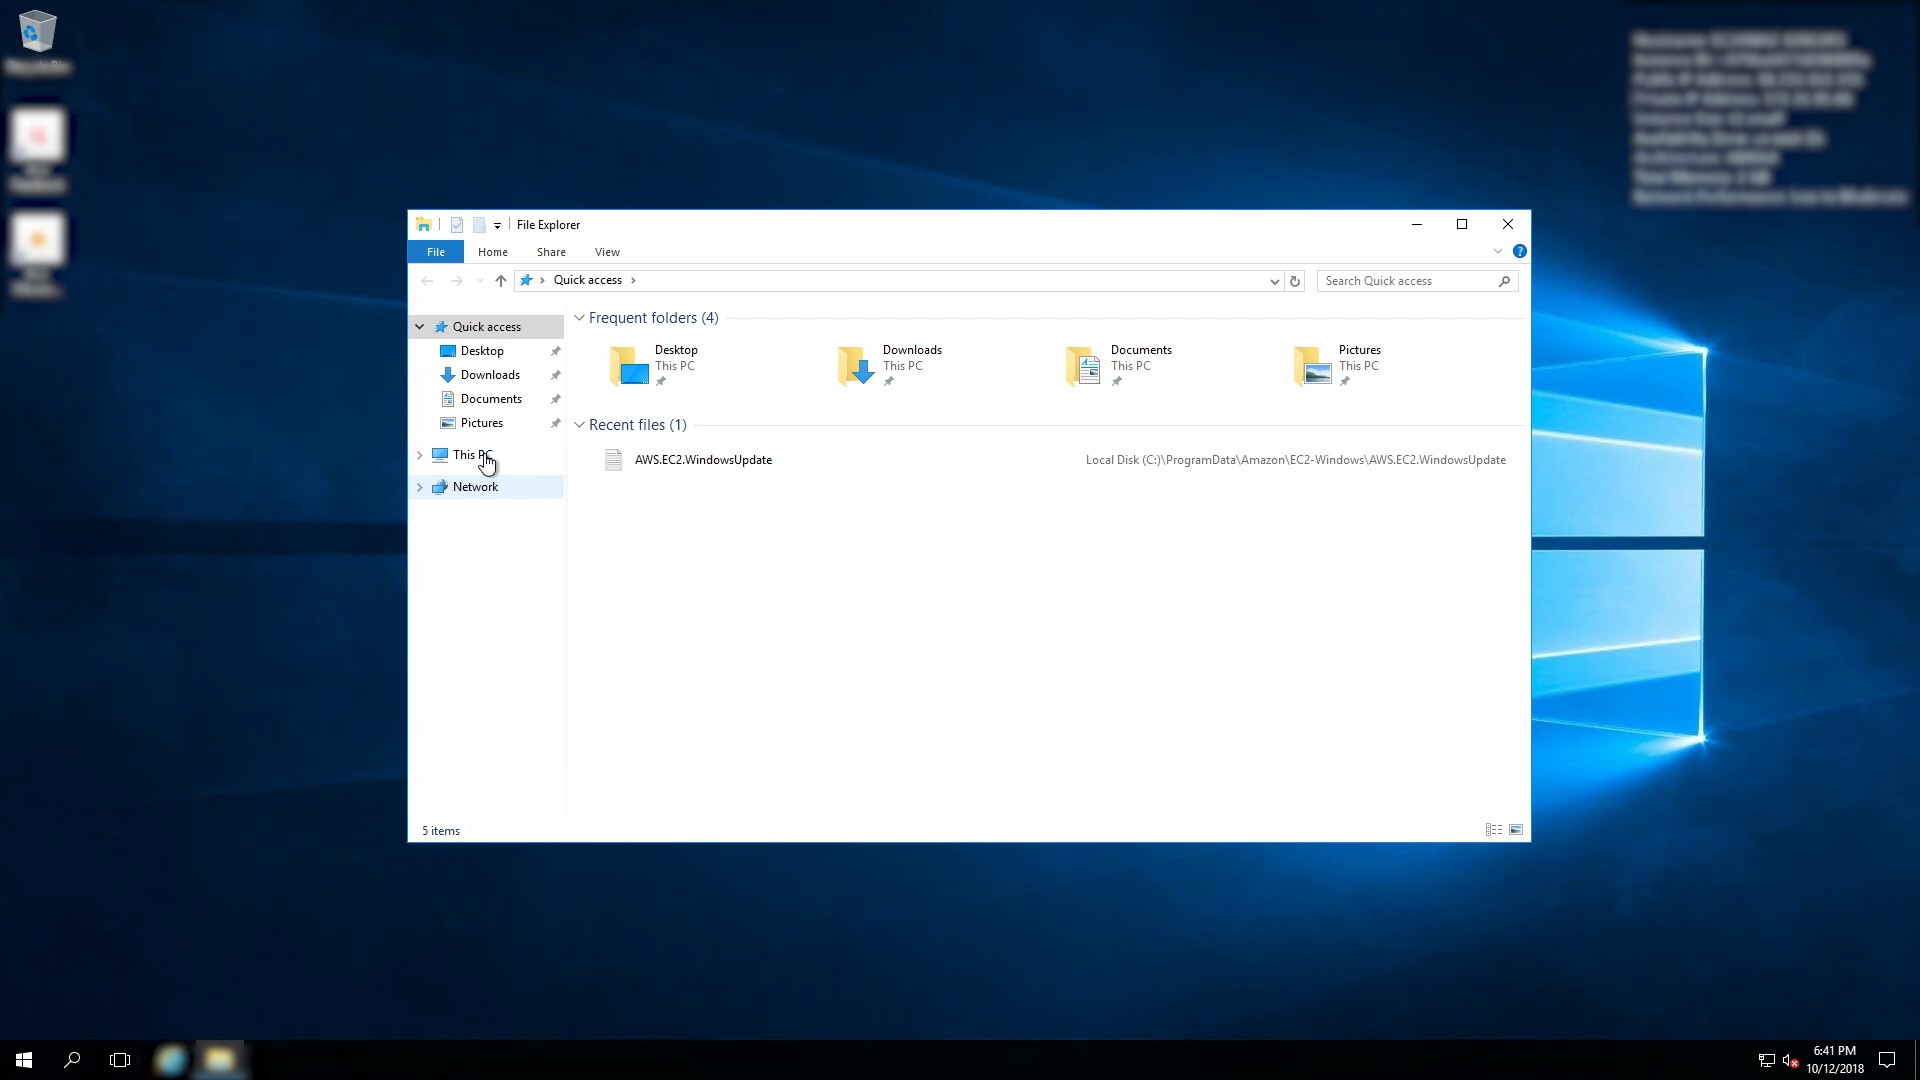 File Explorer
File
Home
Share
View
Quick access
Search Quick access
Quick access
Desktop
Downloads
Documents
Pictures
This PC
Network
Frequent folders (4)
Desktop
This PC
Downloads
This PC
Documents
This PC
Pictures
This PC
Recent files (1)
AWS.EC2.WindowsUpdate
Local Disk (C:)\ProgramData\Amazon\EC2-Windows\AWS.EC2.WindowsUpdate
5 items
6:41 PM
10/12/2018